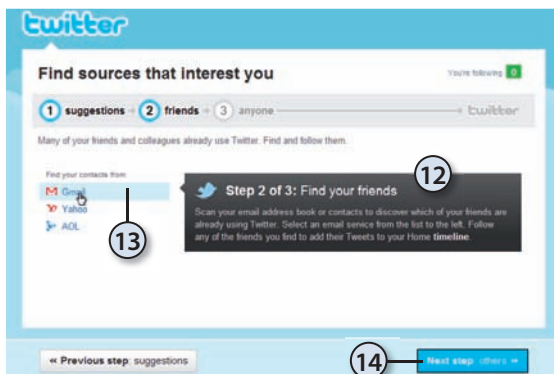 twitter
Find sources that interest you
You're following 0
1 suggestions 2 friends 3 anyone twitter
Many of your friends and colleagues already use Twitter. Find and follow them.
Find your contacts from:
Gmail
Yahoo
AOL
12
Step 2 of 3: Find your friends
Scan your email address book or contacts to discover which of your friends are
already using Twitter. Select an email service from the list to the left. Follow
any of the friends you find to add their Tweets to your Home timeline.
13
« Previous step: suggestions
14
Next step: others »